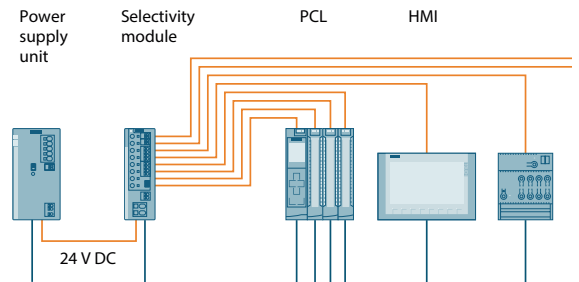 Power
supply
unit
Selectivity
module
PCL
HMI
24 V DC